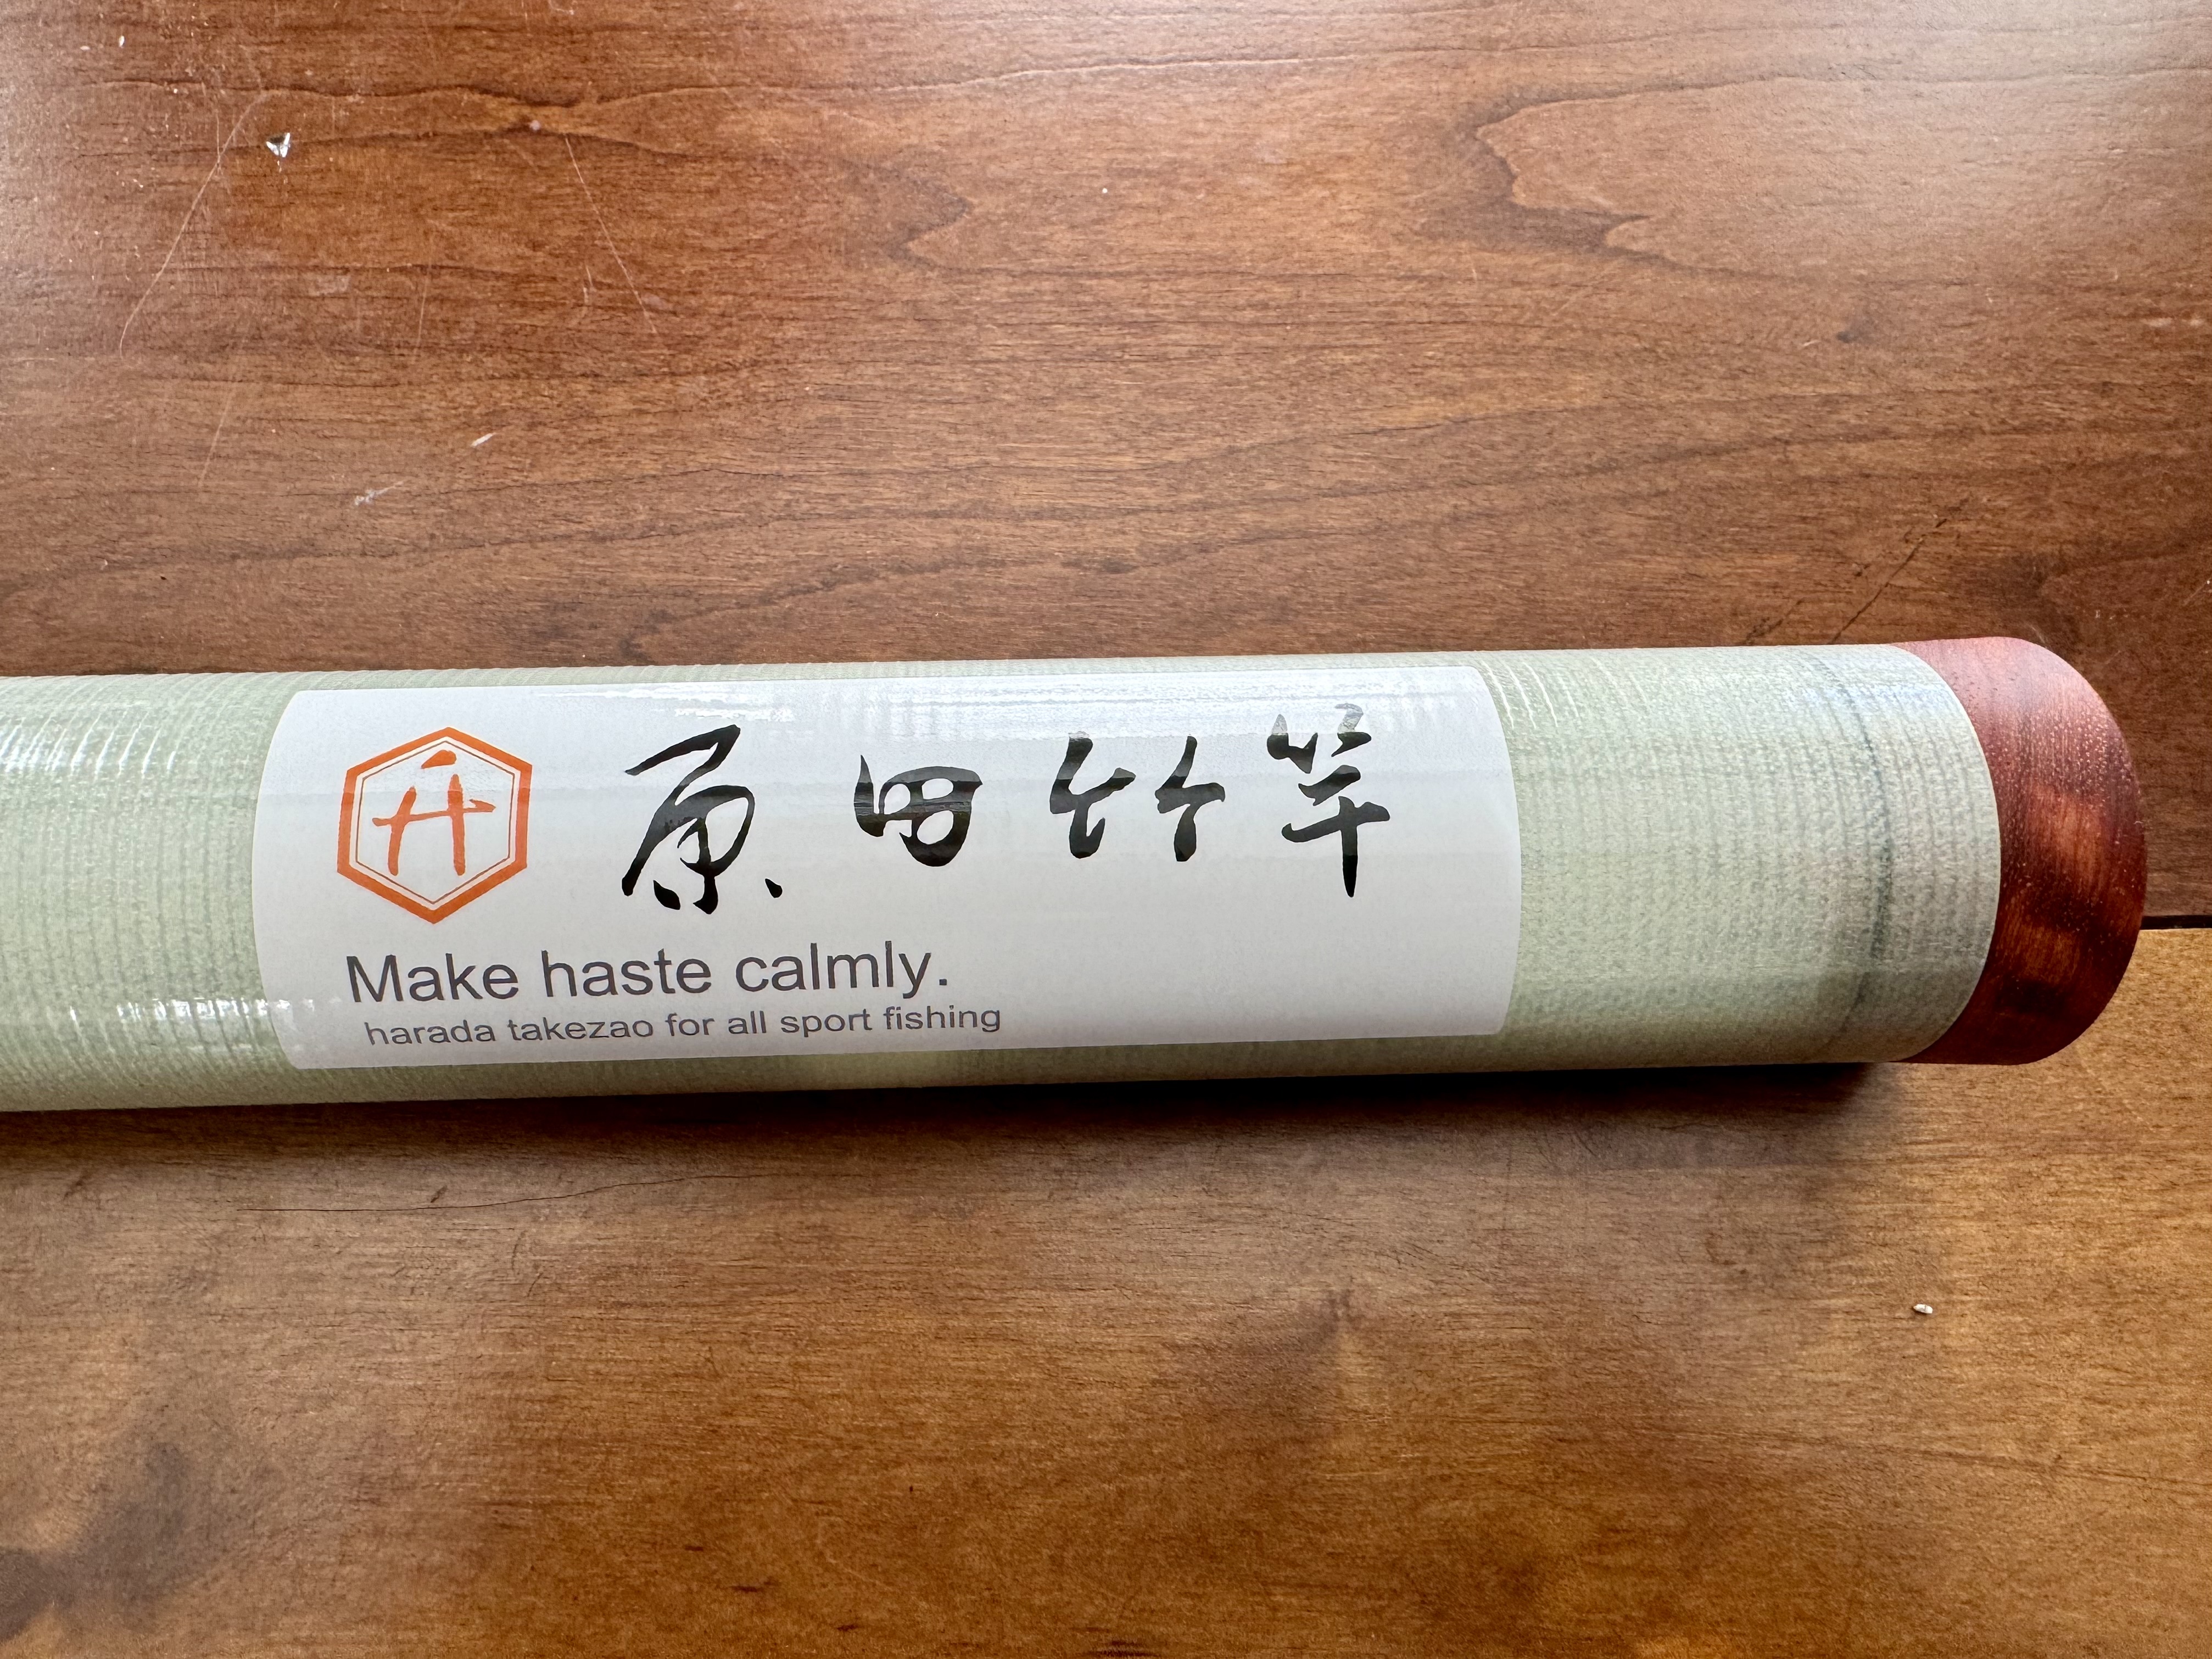 原田竹竿
Make haste calmly.
harada takezao for all sport fishing